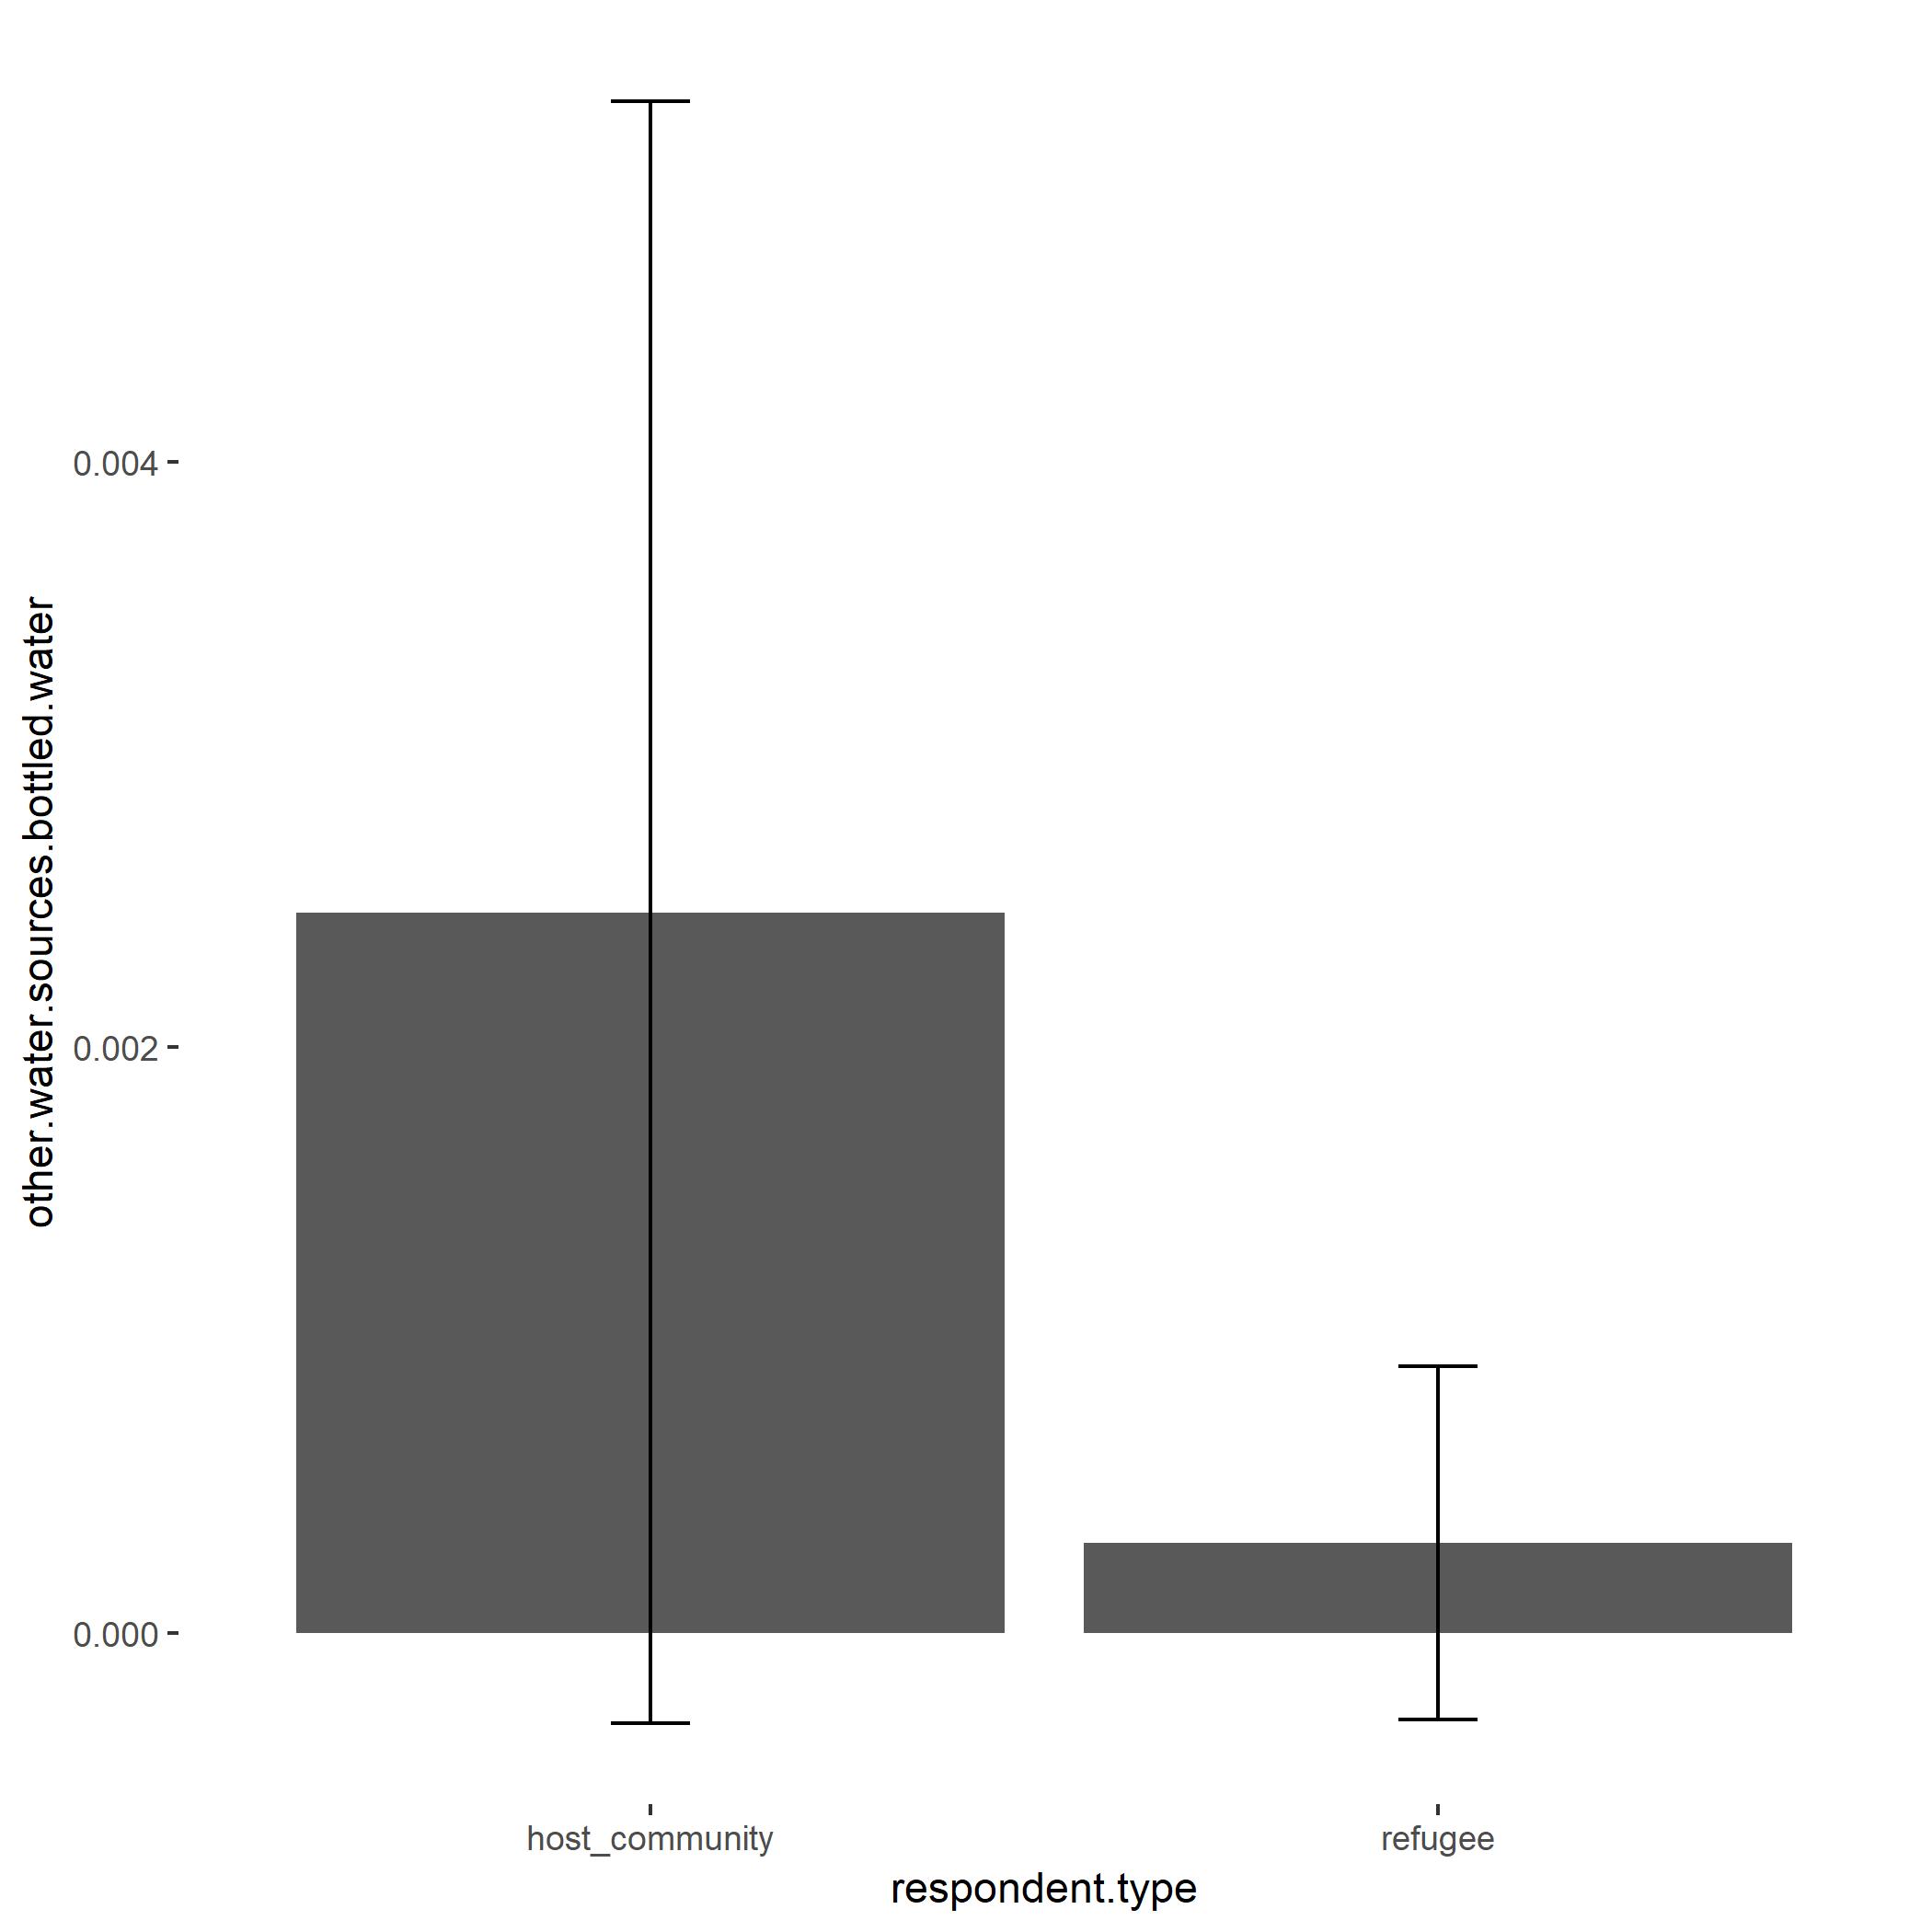 other.water.sources.bottled.water
0.004
0.002
0.000
host_community
refugee
respondent.type